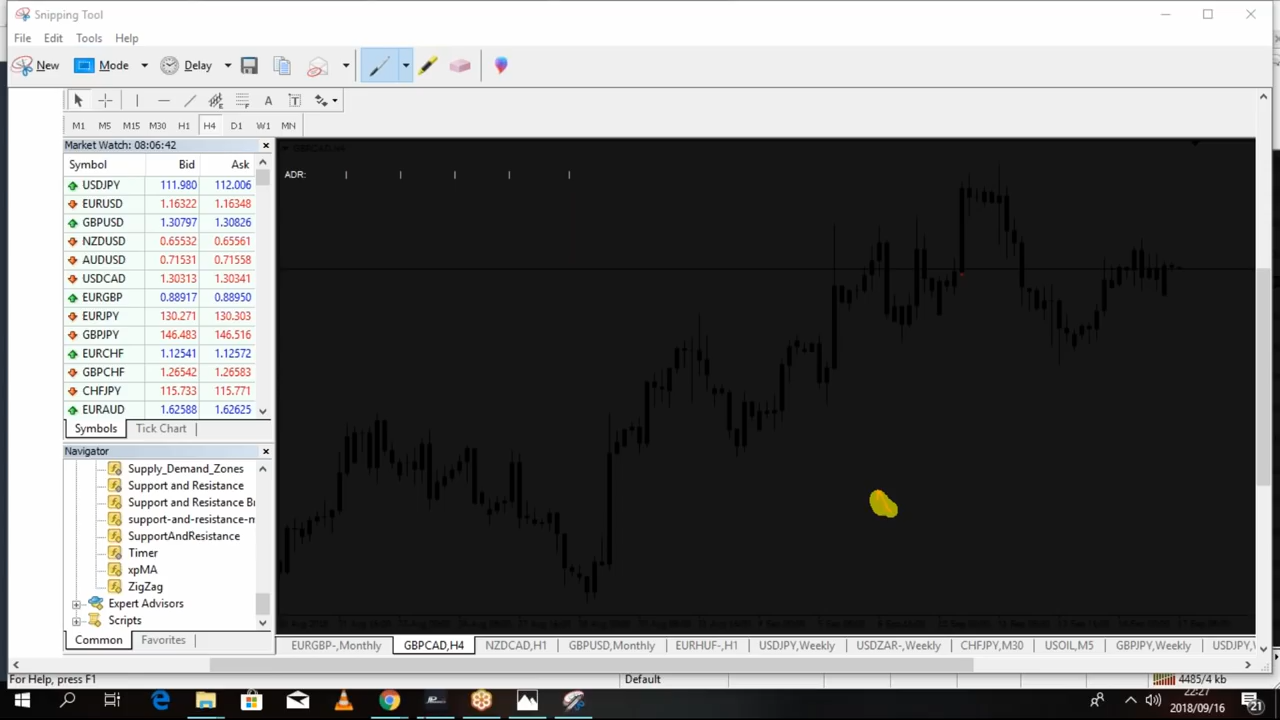 Snipping Tool
File Edit Tools Help
New Mode Delay
A T
M1 M5 M15 M30 H1 H4 D1 W1 MN
Market Watch: 08:06:42
Symbol Bid Ask
USDJPY 111.980 112.006
EURUSD 1.16322 1.16348
GBPUSD 1.30797 1.30826
NZDUSD 0.65532 0.65561
AUDUSD 0.71531 0.71558
USDCAD 1.30313 1.30341
EURGBP 0.88917 0.88950
EURJPY 130.271 130.303
GBPJPY 146.483 146.516
EURCHF 1.12541 1.12572
GBPCHF 1.26542 1.26583
CHFJPY 115.733 115.771
EURAUD 1.62588 1.62625
Symbols Tick Chart
GBPCAD,H4
ADR: | | | | |
Navigator
Supply_Demand_Zones
Support and Resistance
Support and Resistance B
support-and-resistance-
SupportAndResistance
Timer
xpMA
ZigZag
Expert Advisors
Scripts
Common Favorites
EURGBP-,Monthly GBPCAD,H4 NZDCAD,H1 GBPUSD,Monthly EURHUF-,H1 USDJPY,Weekly USDZAR-,Weekly CHFJPY,M30 USOIL,M5 GBPJPY,Weekly USDJPY,
For Help, press F1 Default 4485/4 kb
22:27
2018/09/16
21